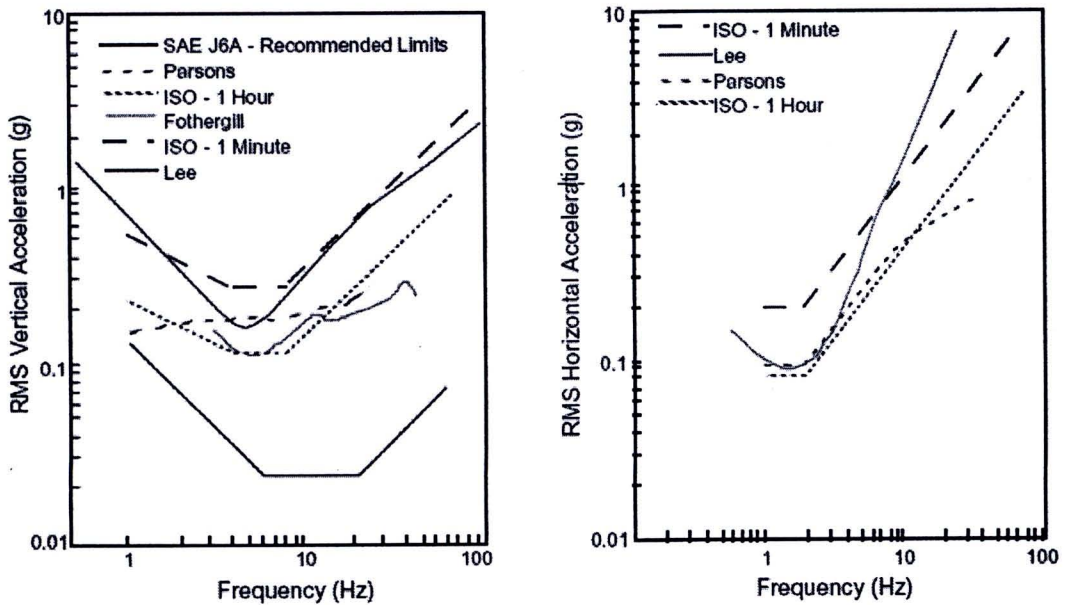 RMS Vertical Acceleration (g)
10
1
0.1
0.01
SAE J6A - Recommended Limits
Parsons
ISO - 1 Hour
Fothergill
ISO - 1 Minute
Lee
1
10
100
Frequency (Hz)
RMS Horizontal Acceleration (g)
10
1
0.1
0.01
ISO - 1 Minute
Lee
Parsons
ISO - 1 Hour
1
10
100
Frequency (Hz)